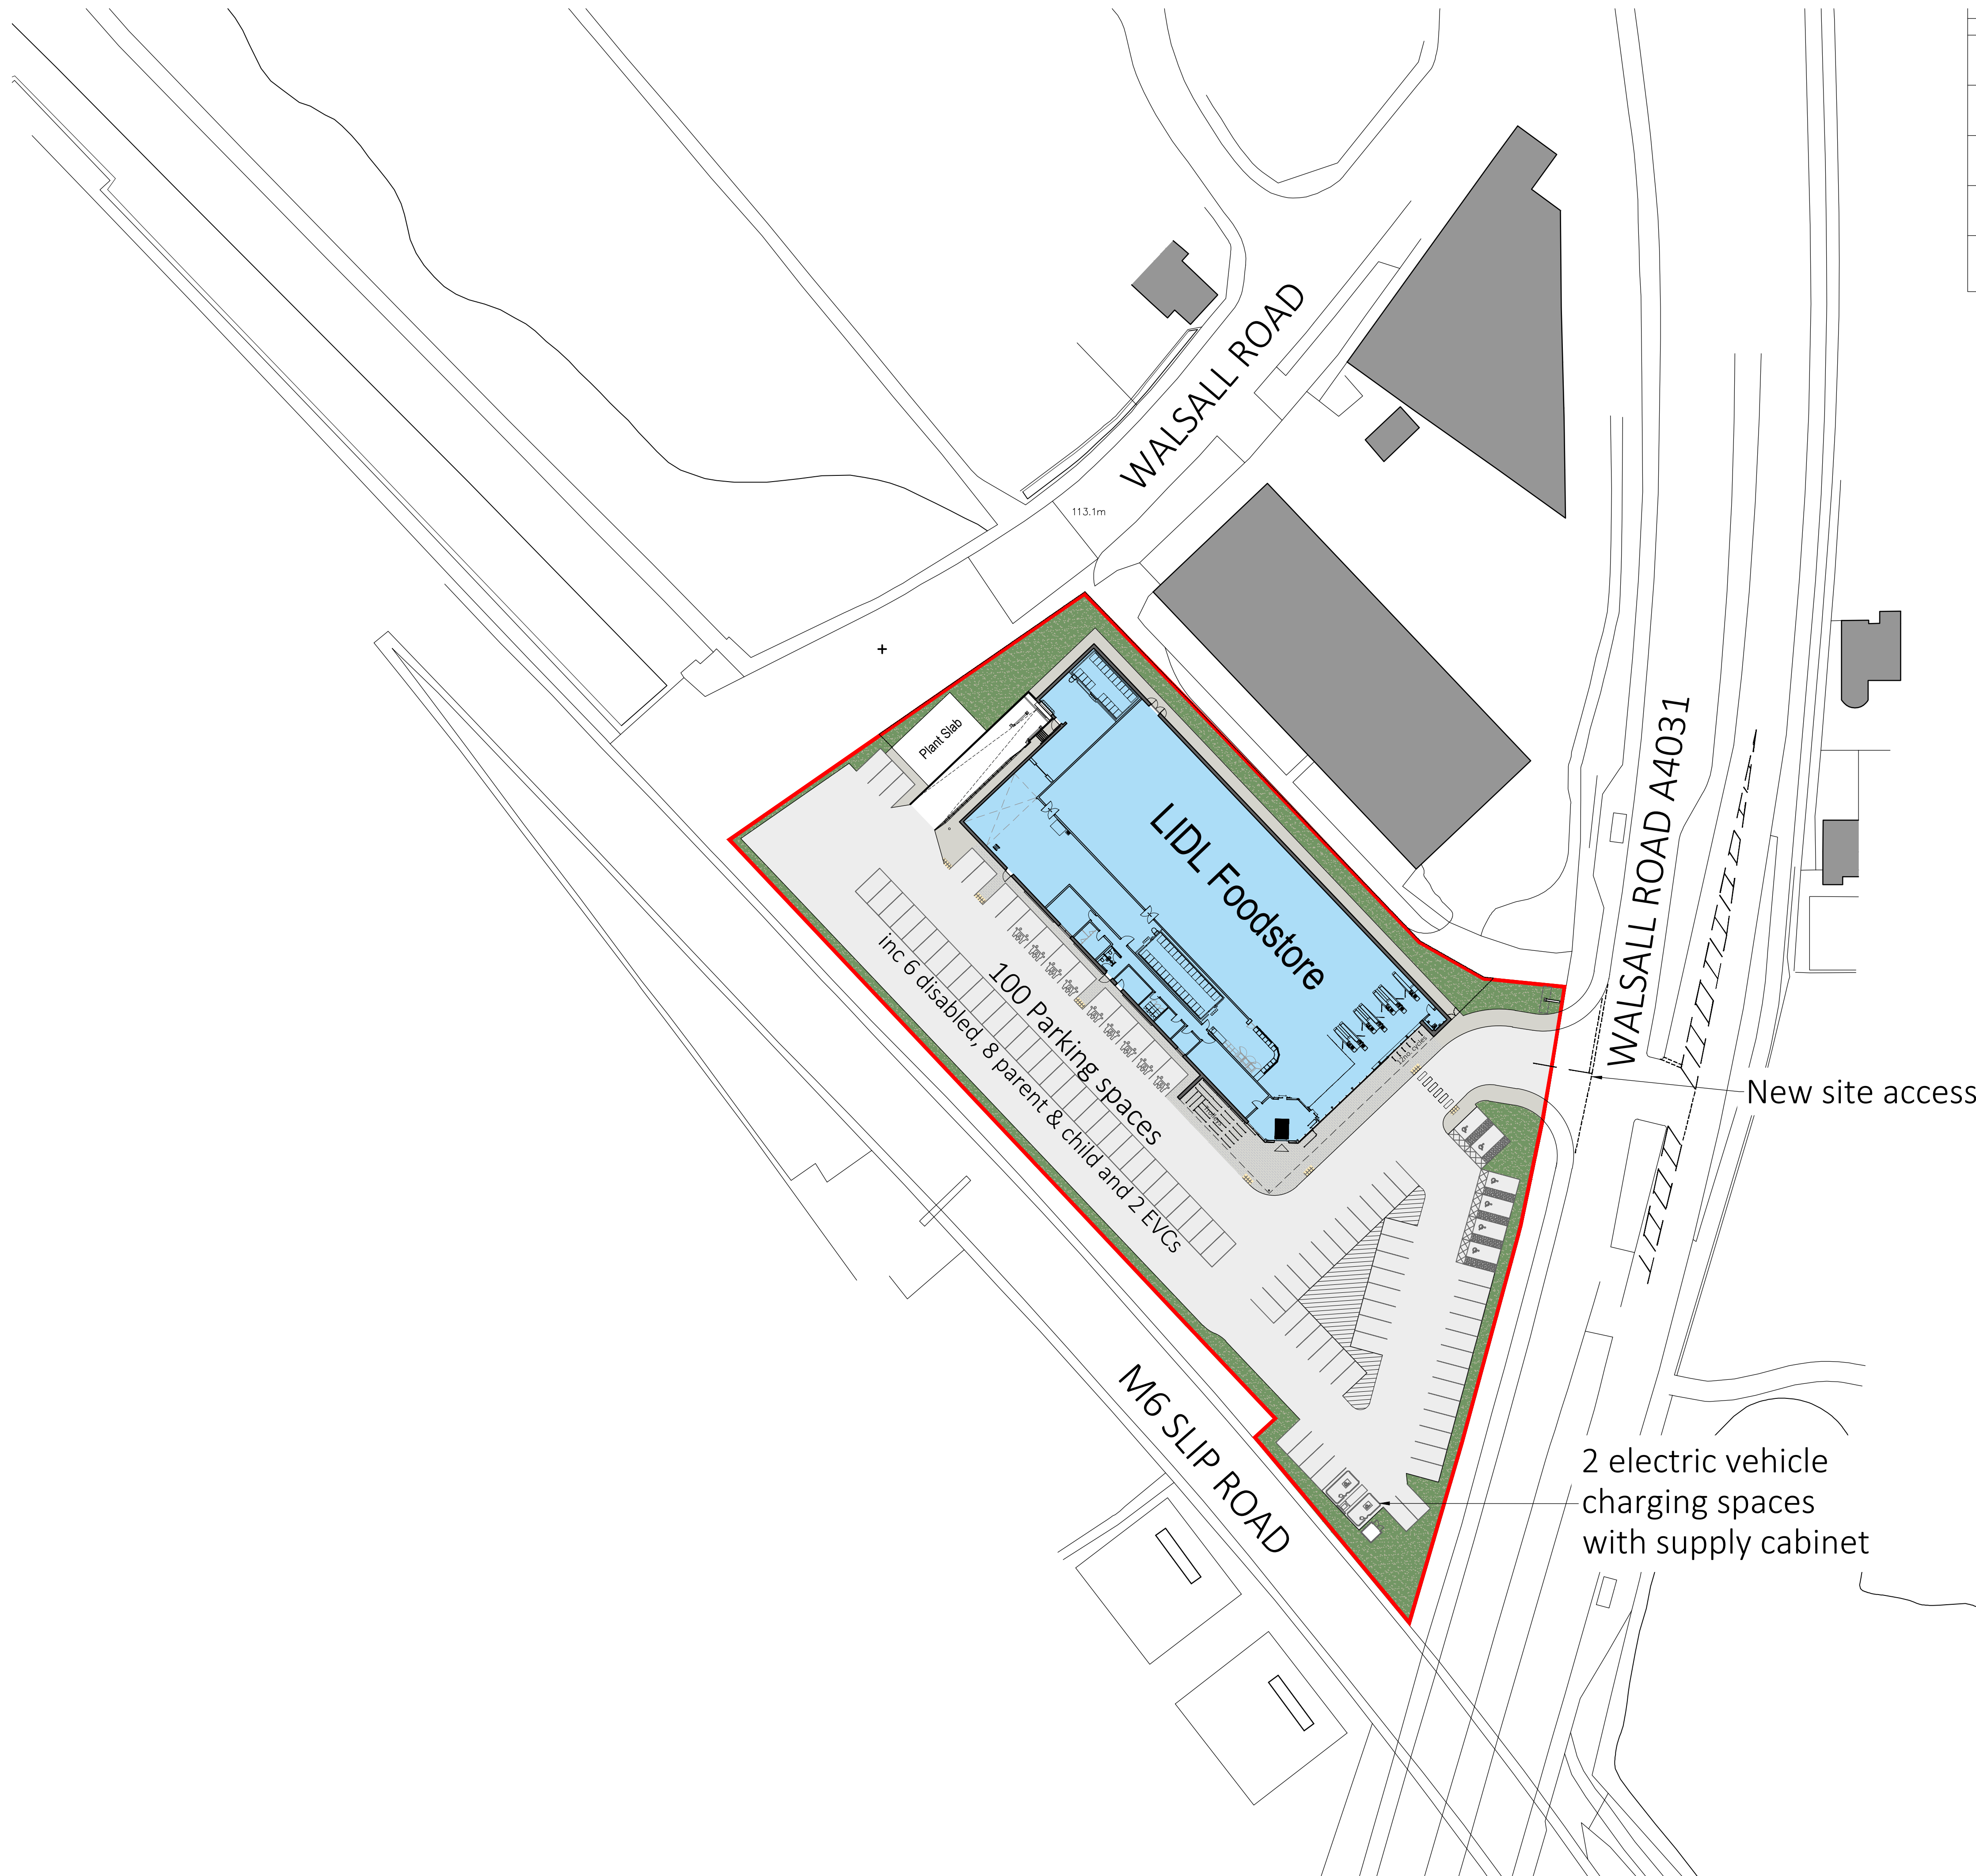 WALSALL ROAD
113.1m
Plant Slab
LIDL Foodstore
WALSALL ROAD A4031
100 Parking spaces
inc 6 disabled, 8 parent & child and 2 EVCs
New site access
M6 SLIP ROAD
2 electric vehicle
charging spaces
with supply cabinet